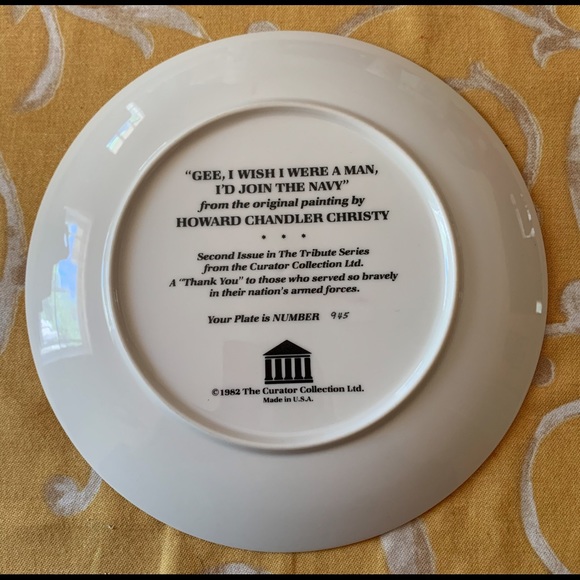 "GEE, I WISH I WERE A MAN,
I'D JOIN THE NAVY"
from the original painting by
HOWARD CHANDLER CHRISTY
* * *
Second Issue in The Tribute Series
from the Curator Collection Ltd.
A "Thank You" to those who served so bravely
in their nation's armed forces.
Your Plate is NUMBER 945
©1982 The Curator Collection Ltd.
Made in U.S.A.